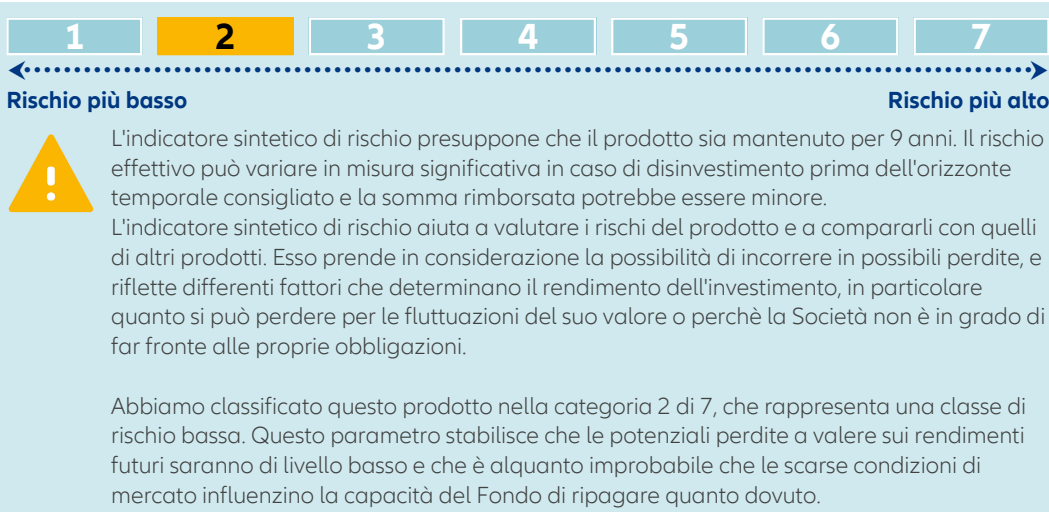 1 2 3 4 5 6 7
Rischio più basso Rischio più alto
L'indicatore sintetico di rischio presuppone che il prodotto sia mantenuto per 9 anni. Il rischio
effettivo può variare in misura significativa in caso di disinvestimento prima dell'orizzonte
temporale consigliato e la somma rimborsata potrebbe essere minore.
L'indicatore sintetico di rischio aiuta a valutare i rischi del prodotto e a compararli con quelli
di altri prodotti. Esso prende in considerazione la possibilità di incorrere in possibili perdite, e
riflette differenti fattori che determinano il rendimento dell'investimento, in particolare
quanto si può perdere per le fluttuazioni del suo valore o perchè la Società non è in grado di
far fronte alle proprie obbligazioni.
Abbiamo classificato questo prodotto nella categoria 2 di 7, che rappresenta una classe di
rischio bassa. Questo parametro stabilisce che le potenziali perdite a valere sui rendimenti
futuri saranno di livello basso e che è alquanto improbabile che le scarse condizioni di
mercato influenzino la capacità del Fondo di ripagare quanto dovuto.